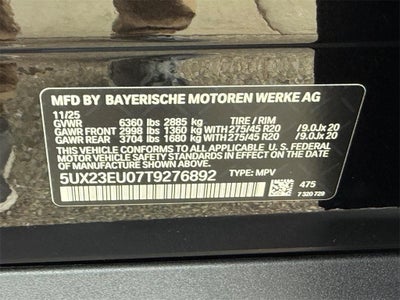 MFD BY BAYERISCHE MOTOREN WERKE AG
11/25
GVWR 6360 lbs 2885 kg TIRE / RIM
GAWR FRONT 2998 lbs 1360 kg WITH 275/45 R20 /9.0Jx 20
GAWR REAR 3704 lbs 1680 kg WITH 275/45 R20 /9.0Jx 20
THIS VEHICLE CONFORMS TO ALL APPLICABLE U. S. FEDERAL
MOTOR VEHICLE SAFETY STANDARDS IN EFFECT ON THE DATE
OF MANUFACTURE SHOWN ABOVE.
5UX23EU07T9276892 TYPE: MPV
475
7 320 729